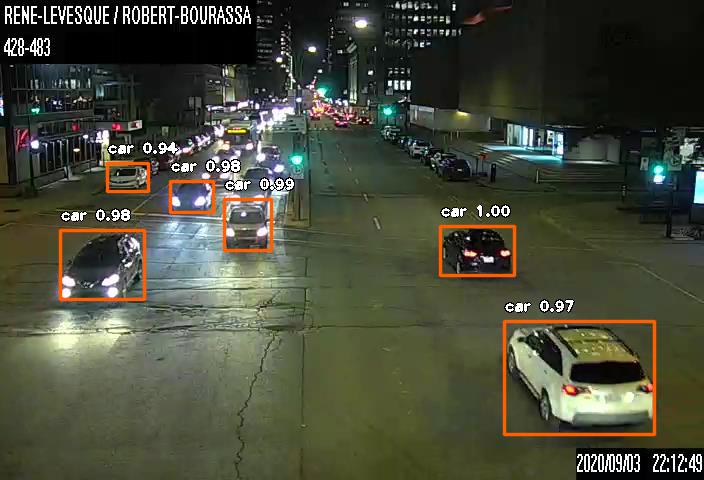 RENE-LEVESQUE / ROBERT-BOURASSA
428-483
car 0.94
car 0.98
car 0.99
car 0.98
car 1.00
car 0.97
2020/09/03 22:12:49